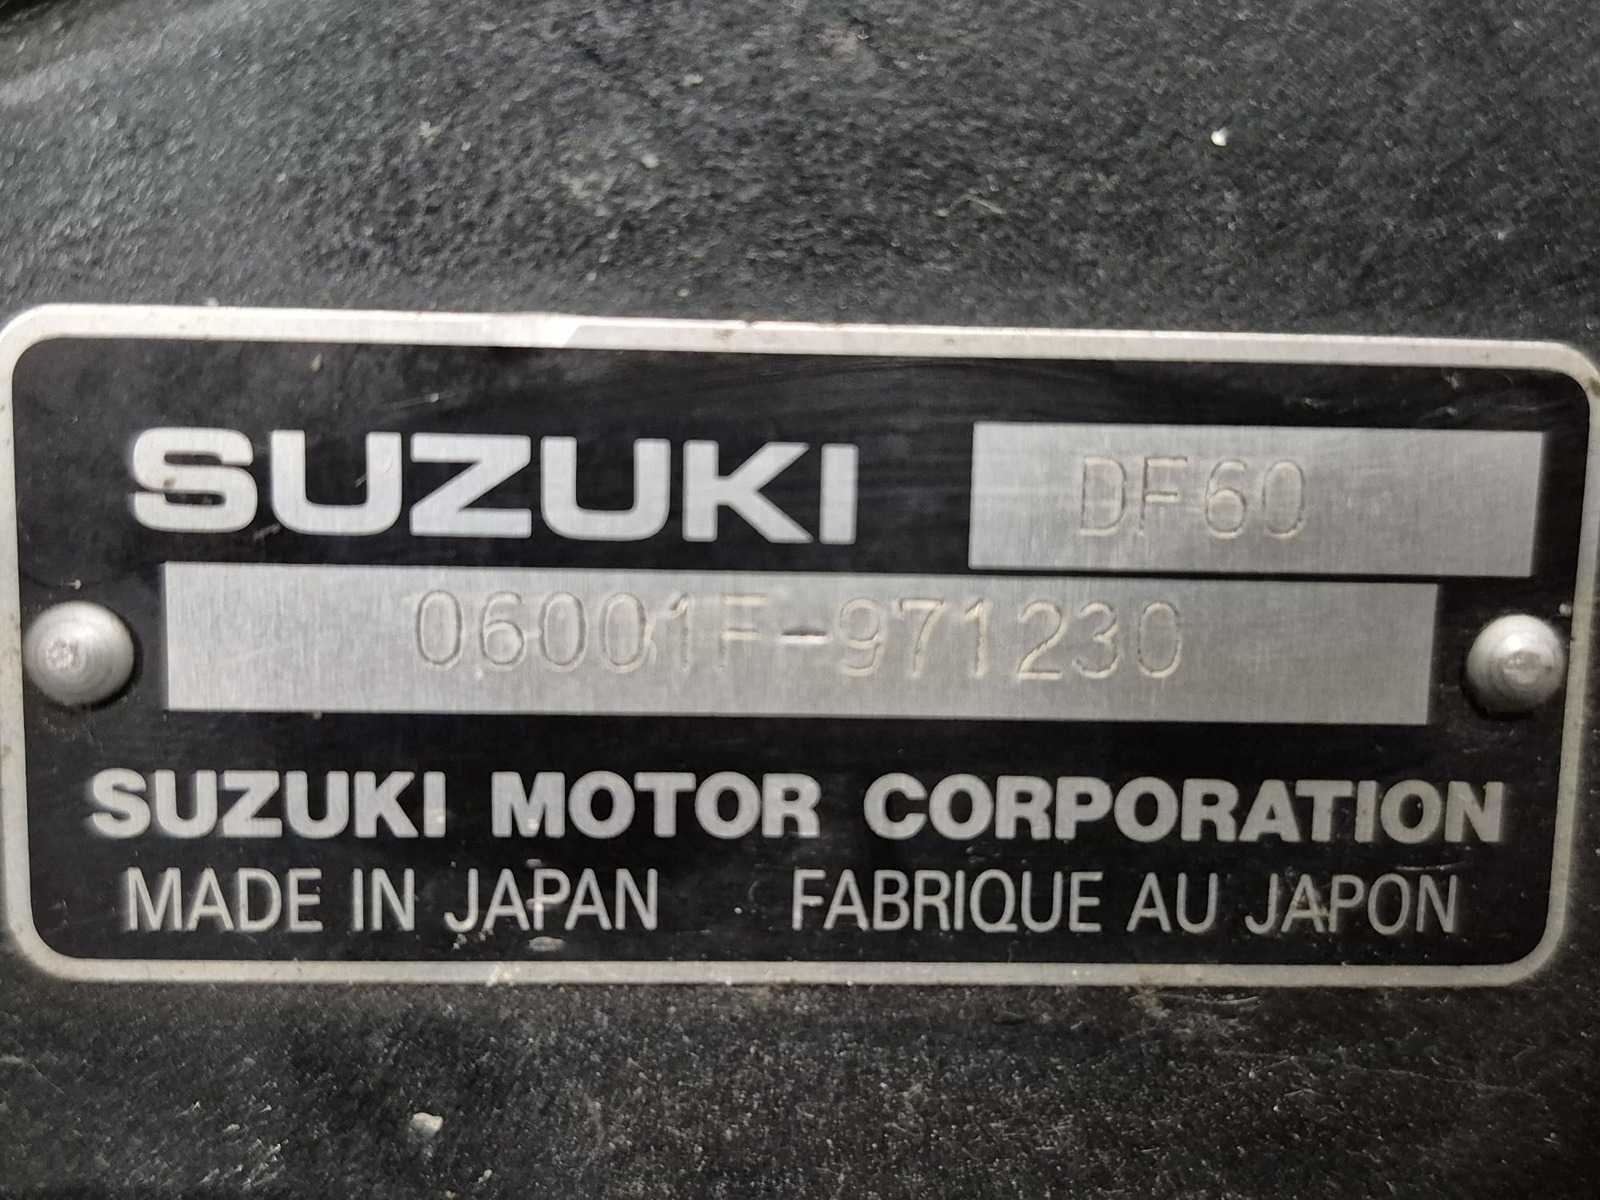 SUZUKI DF60
06001F-971230
SUZUKI MOTOR CORPORATION
MADE IN JAPAN FABRIQUE AU JAPON